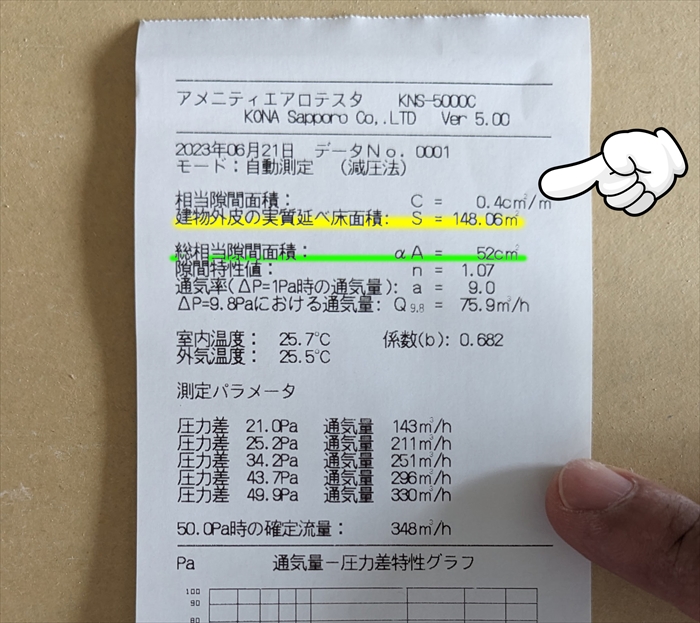 アメニティエアロテスタ KNS-5000C
KONA Sapporo Co,.LTD Ver 5.00
2023年06月21日 データNo. 0001
モード：自動測定 （減圧法）
相当隙間面積： C = 0.4c㎡/㎡
建物外皮の実質延べ床面積： S = 148.06㎡
総相当隙間面積： αA = 52c㎡
隙間特性値： n = 1.07
通気率(ΔP=1Pa時の通気量): a = 9.0
ΔP=9.8Paにおける通気量: Q9.8 = 75.9㎥/h
室内温度： 25.7℃ 係数(b): 0.682
外気温度： 25.5℃
測定パラメータ
圧力差 21.0Pa 通気量 143㎥/h
圧力差 25.2Pa 通気量 211㎥/h
圧力差 34.2Pa 通気量 251㎥/h
圧力差 43.7Pa 通気量 296㎥/h
圧力差 49.9Pa 通気量 330㎥/h
50.0Pa時の確定流量： 348㎥/h
Pa 通気量－圧力差特性グラフ
100
90
80